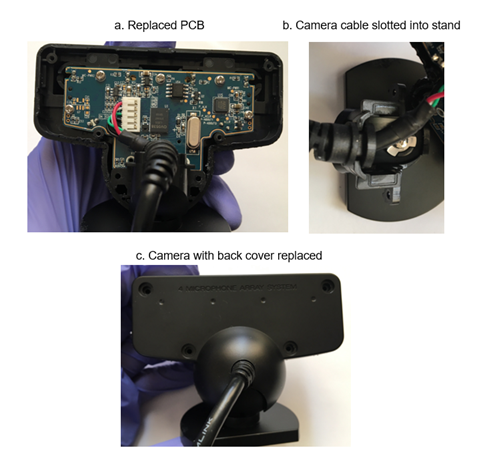 a. Replaced PCB
b. Camera cable slotted into stand
c. Camera with back cover replaced
4 MICROPHONE ARRAY SYSTEM